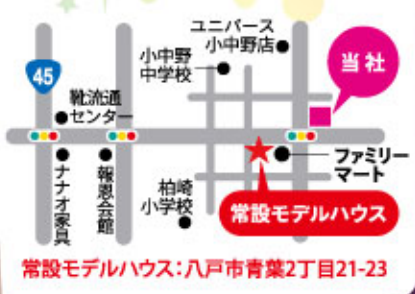 ユニバース
小中野店
小中野
中学校
当社
45
靴流通
センター
ファミリー
マート
ナナオ家具
報恩会館
柏崎
小学校
常設モデルハウス
常設モデルハウス:八戸市青葉2丁目21-23